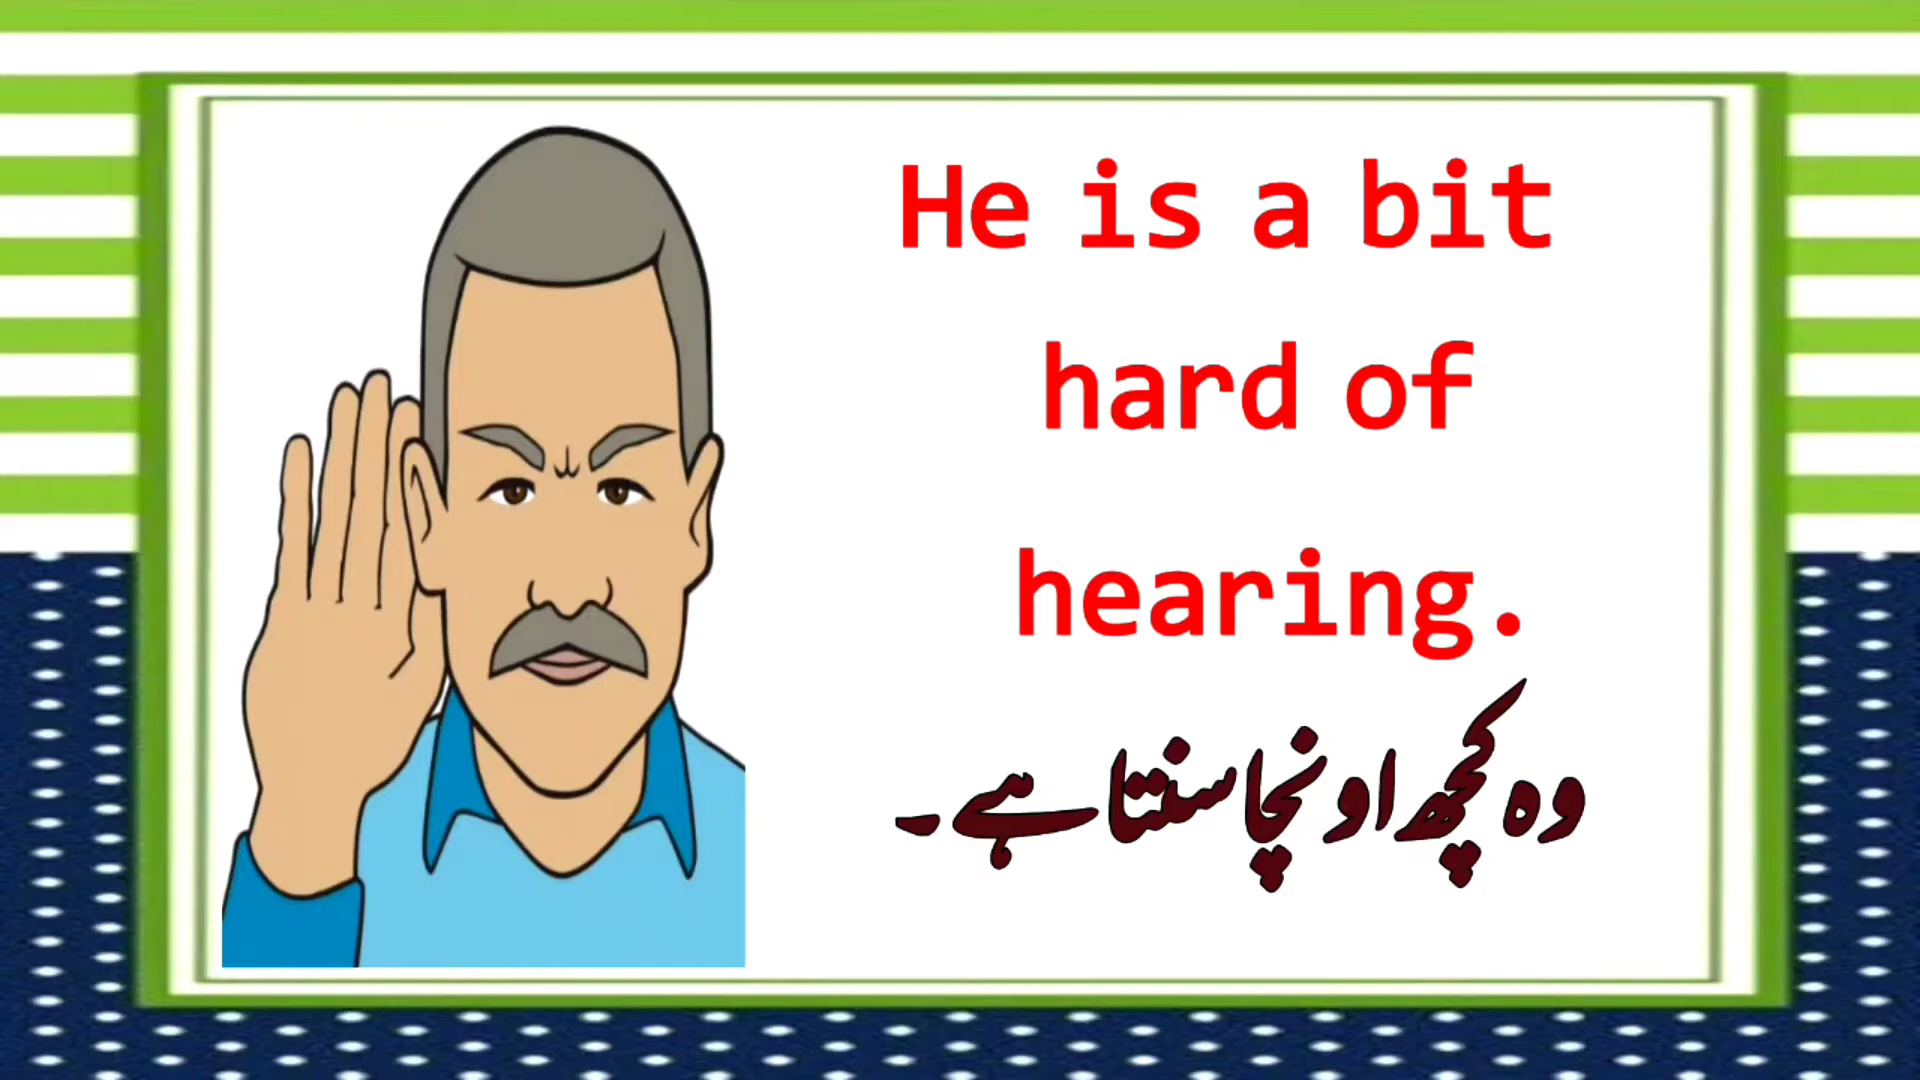 He is a bit
hard of
hearing.
وہ کچھ اونچا سنتا ہے۔